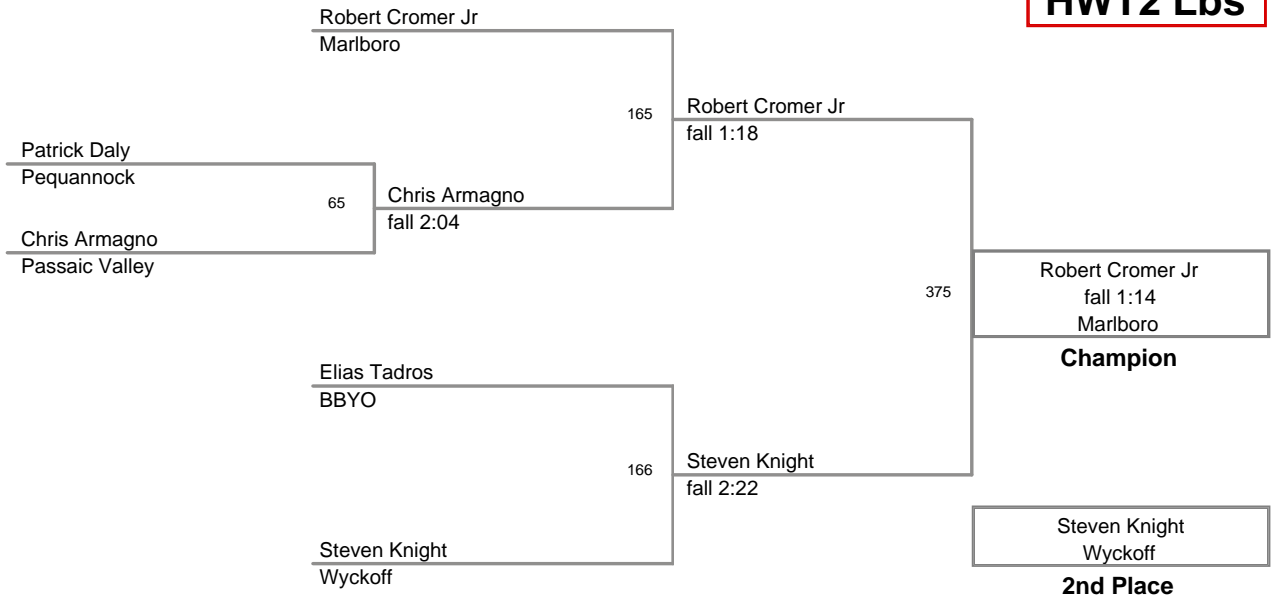 HWT2 Lbs
Robert Cromer Jr
Marlboro
165
Robert Cromer Jr
fall 1:18
Patrick Daly
Pequannock
65
Chris Armagno
fall 2:04
Chris Armagno
Passaic Valley
375
Robert Cromer Jr
fall 1:14
Marlboro
Champion
Elias Tadros
BBYO
166
Steven Knight
fall 2:22
Steven Knight
Wyckoff
Steven Knight
Wyckoff
2nd Place